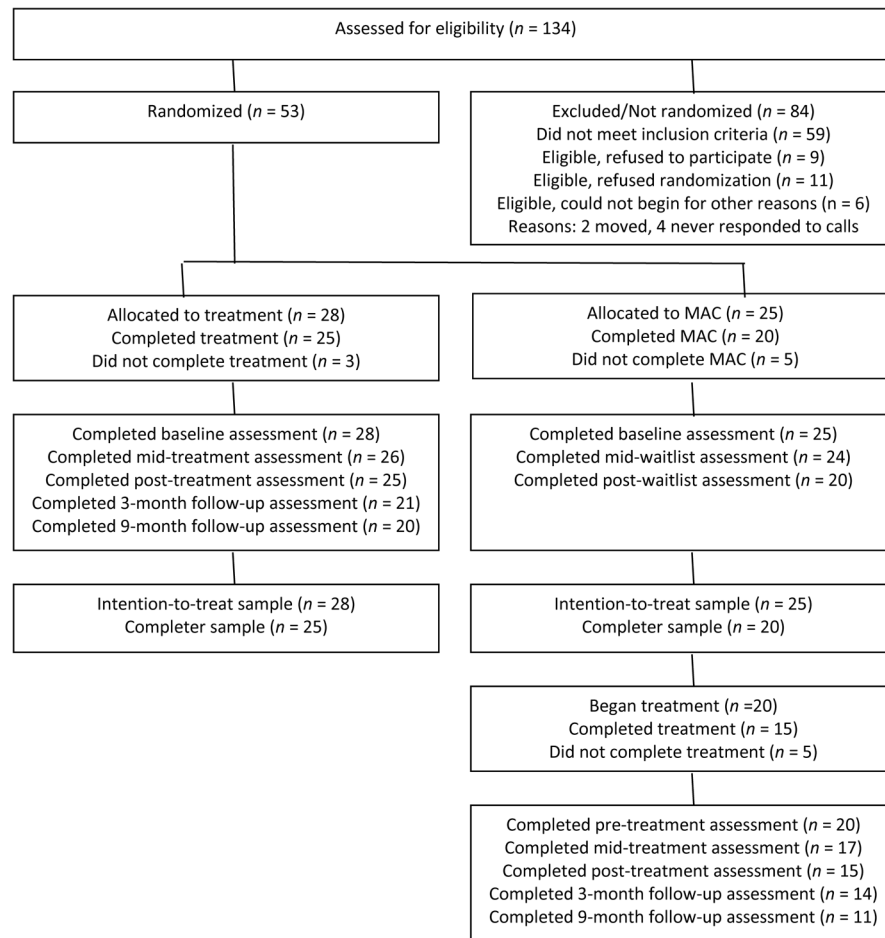 Assessed for eligibility (n = 134)
Randomized (n = 53)
Excluded/Not randomized (n = 84)
Did not meet inclusion criteria (n = 59)
Eligible, refused to participate (n = 9)
Eligible, refused randomization (n = 11)
Eligible, could not begin for other reasons (n = 6)
Reasons: 2 moved, 4 never responded to calls
Allocated to treatment (n = 28)
Completed treatment (n = 25)
Did not complete treatment (n = 3)
Allocated to MAC (n = 25)
Completed MAC (n = 20)
Did not complete MAC (n = 5)
Completed baseline assessment (n = 28)
Completed mid-treatment assessment (n = 26)
Completed post-treatment assessment (n = 25)
Completed 3-month follow-up assessment (n = 21)
Completed 9-month follow-up assessment (n = 20)
Completed baseline assessment (n = 25)
Completed mid-waitlist assessment (n = 24)
Completed post-waitlist assessment (n = 20)
Intention-to-treat sample (n = 28)
Completer sample (n = 25)
Intention-to-treat sample (n = 25)
Completer sample (n = 20)
Began treatment (n =20)
Completed treatment (n = 15)
Did not complete treatment (n = 5)
Completed pre-treatment assessment (n = 20)
Completed mid-treatment assessment (n = 17)
Completed post-treatment assessment (n = 15)
Completed 3-month follow-up assessment (n = 14)
Completed 9-month follow-up assessment (n = 11)